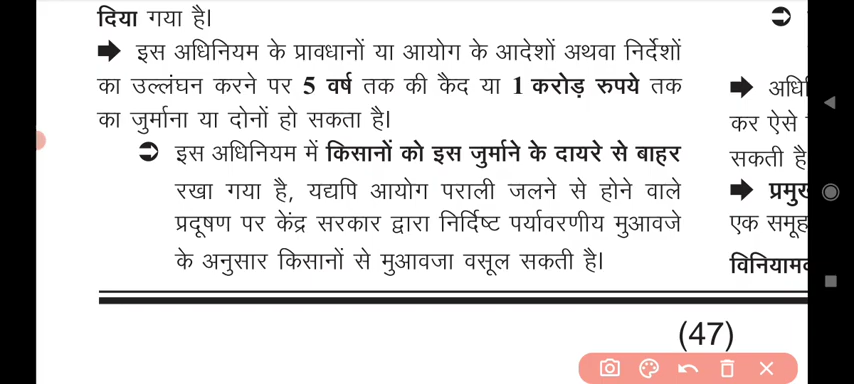 दिया गया है।
➡ इस अधिनियम के प्रावधानों या आयोग के आदेशों अथवा निर्देशों
का उल्लंघन करने पर 5 वर्ष तक की कैद या 1 करोड़ रुपये तक
का जुर्माना या दोनों हो सकता है।
➲ इस अधिनियम में किसानों को इस जुर्माने के दायरे से बाहर
रखा गया है, यद्यपि आयोग पराली जलने से होने वाले
प्रदूषण पर केंद्र सरकार द्वारा निर्दिष्ट पर्यावरणीय मुआवजे
के अनुसार किसानों से मुआवजा वसूल सकती है।
➡
कर ऐसे
सकती है
➡
एक समूह
(47)